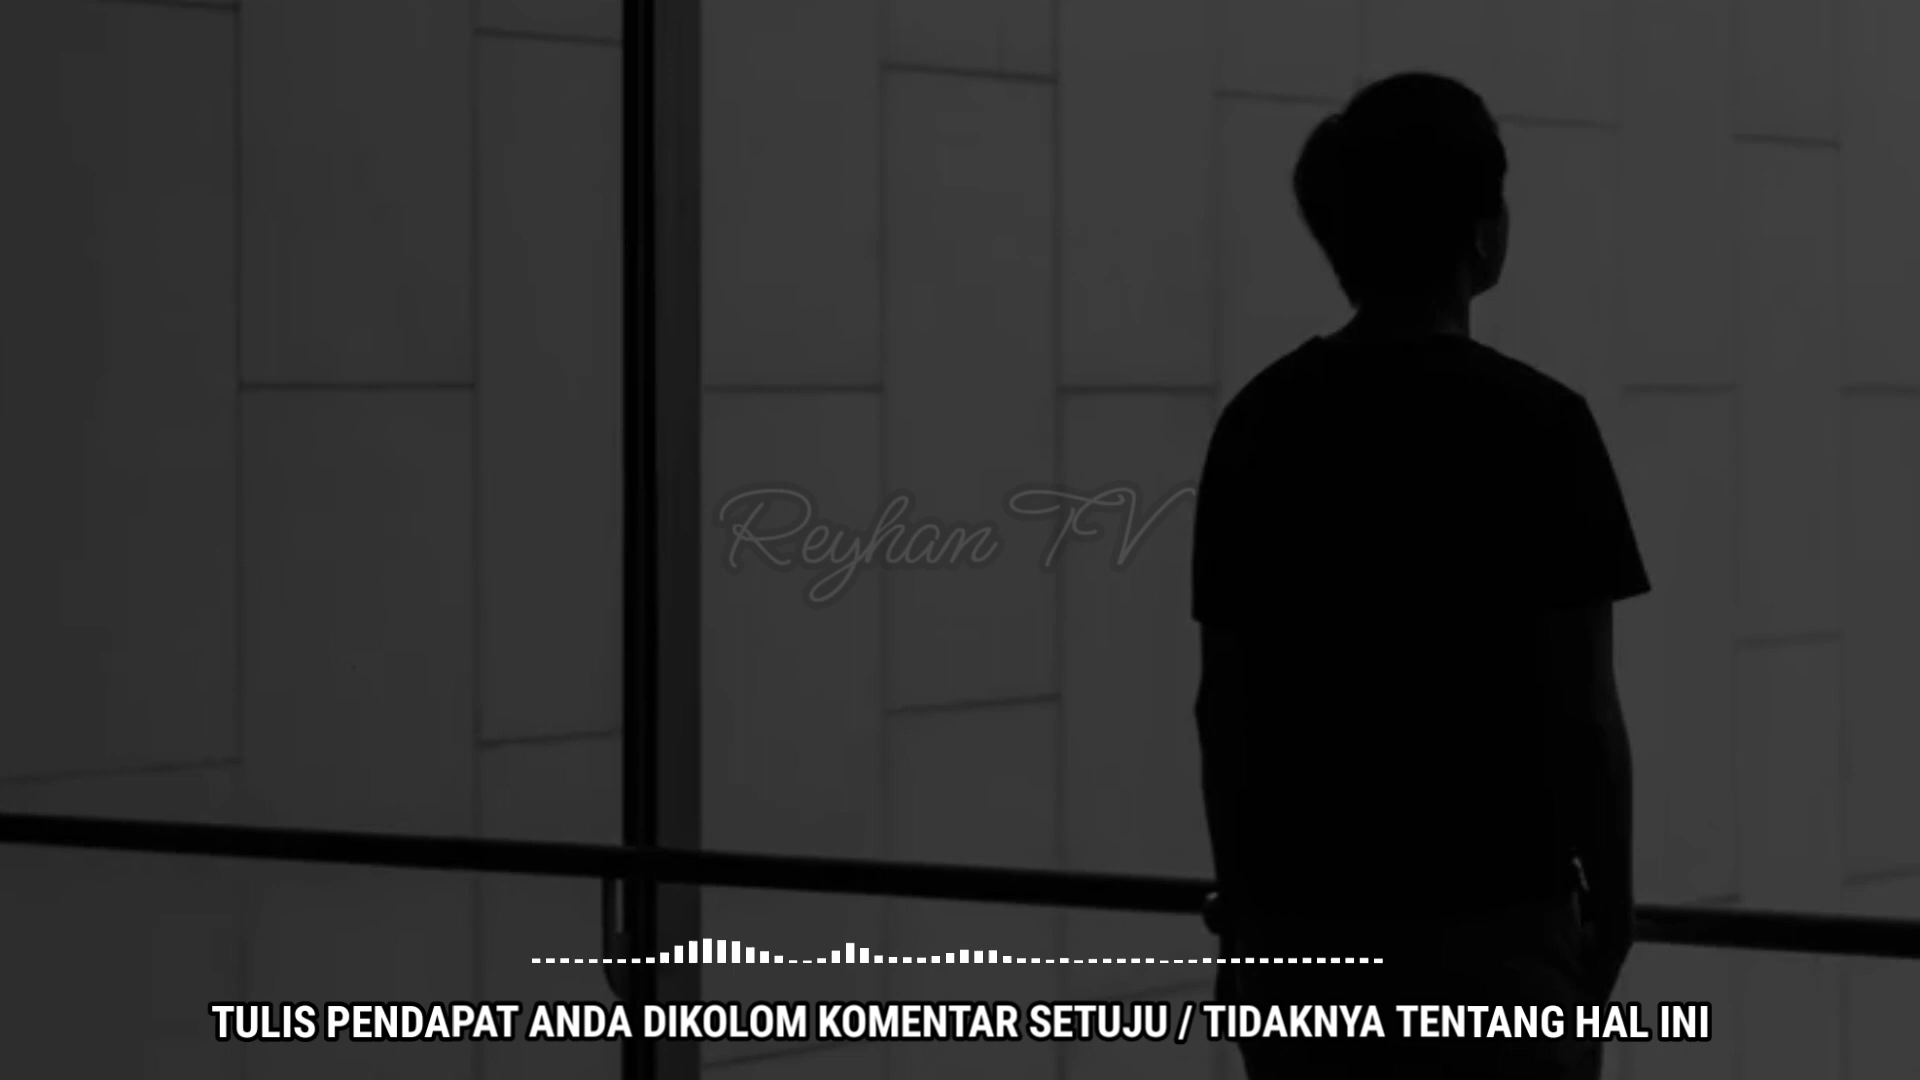 Reyhan TV
TULIS PENDAPAT ANDA DIKOLOM KOMENTAR SETUJU / TIDAKNYA TENTANG HAL INI